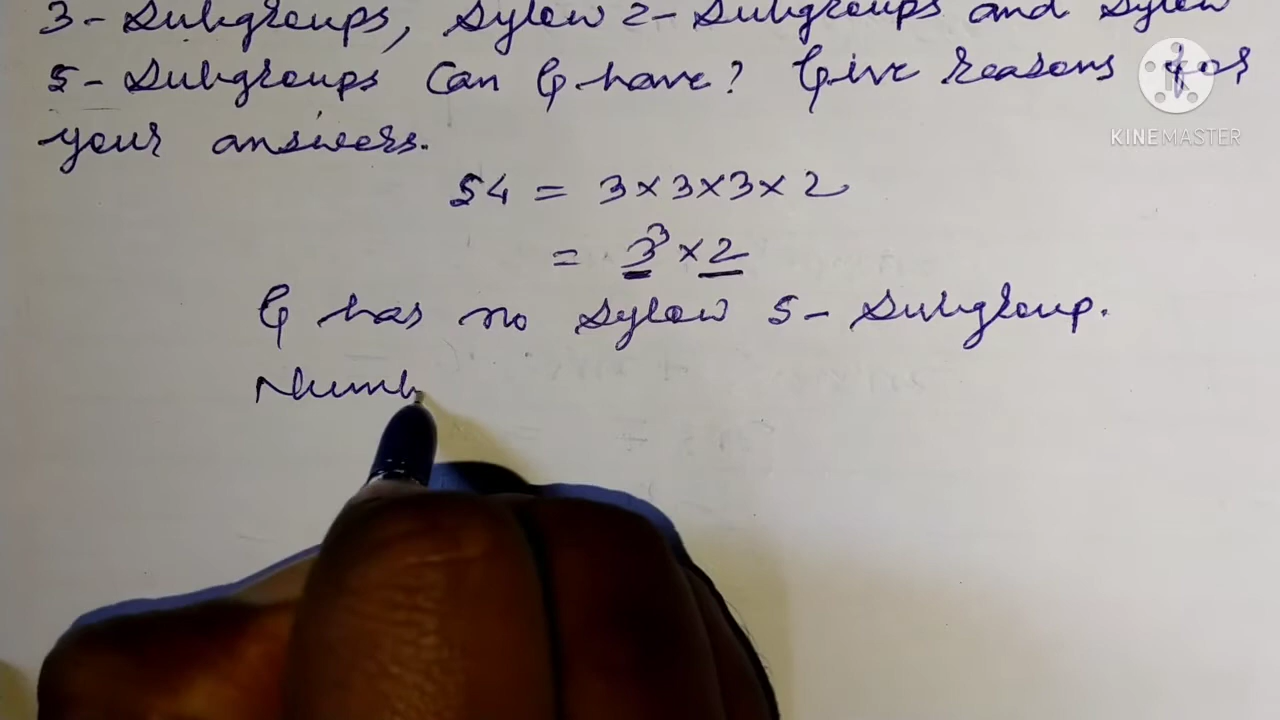 3-Subgroups, Sylow 2-Subgroups and Sylow
5-Subgroups Can G have? Give reasons for
your answers.
KINEMASTER
54 = 3×3×3×2
= 3³×2
G has no Sylow 5-Subgroup.
Numb